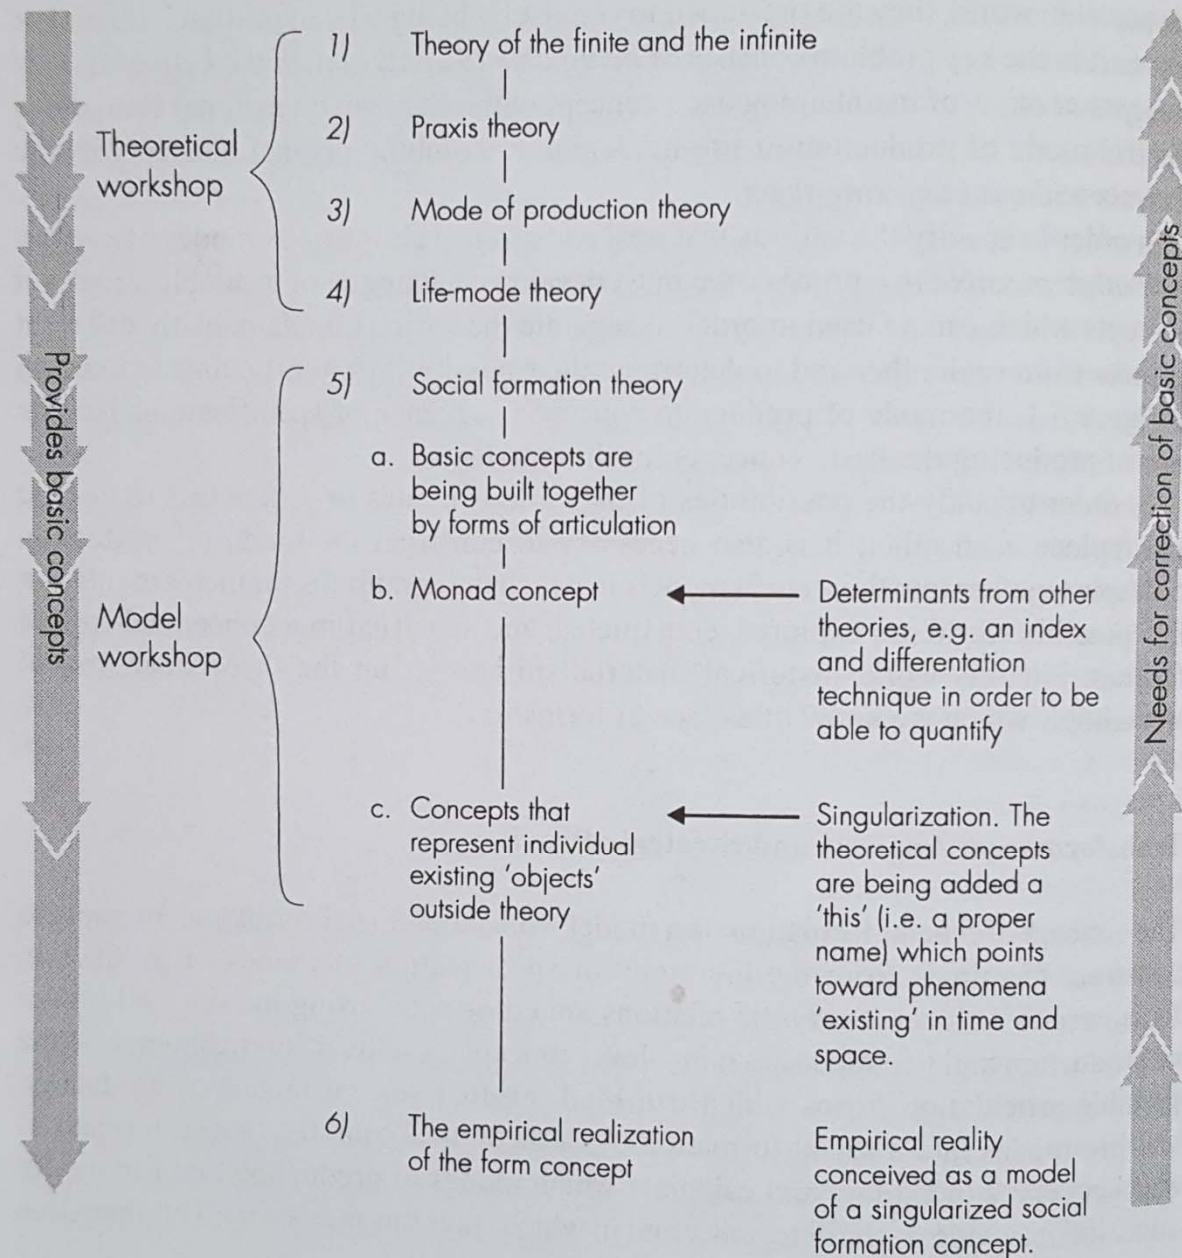 1) Theory of the finite and the infinite
2) Praxis theory
Theoretical
workshop
3) Mode of production theory
4) Life-mode theory
5) Social formation theory
a. Basic concepts are
being built together
by forms of articulation
Model
workshop
b. Monad concept
Determinants from other
theories, e.g. an index
and differentation
technique in order to be
able to quantify
c. Concepts that
represent individual
existing 'objects'
outside theory
Singularization. The
theoretical concepts
are being added a
'this' (i.e. a proper
name) which points
toward phenomena
'existing' in time and
space.
6) The empirical realization
of the form concept
Empirical reality
conceived as a model
of a singularized social
formation concept.
Provides basic concepts
Needs for correction of basic concepts